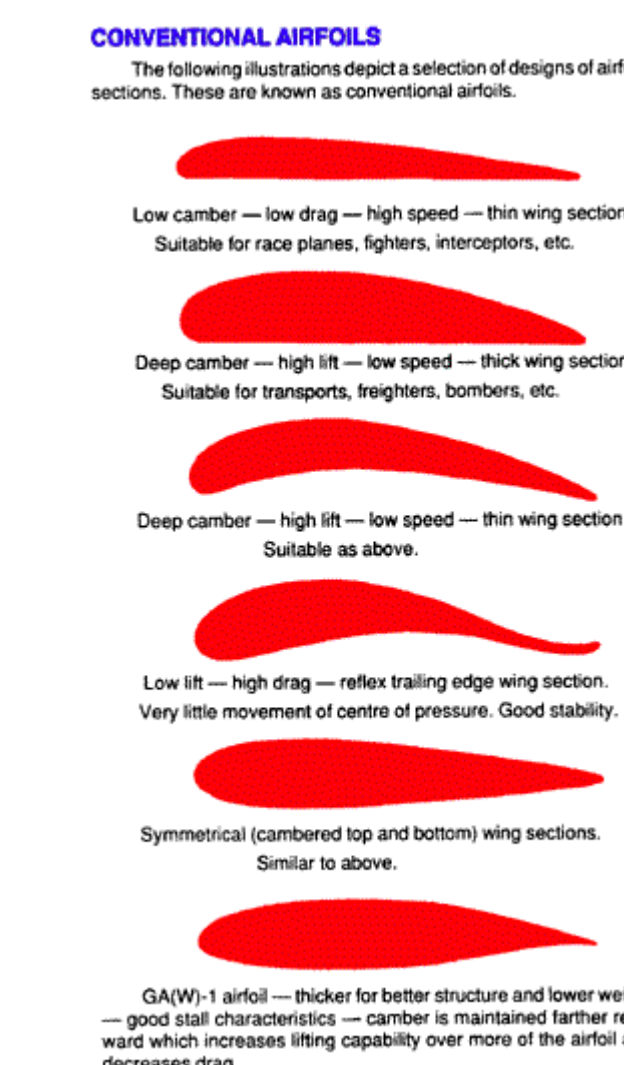 CONVENTIONAL AIRFOILS
The following illustrations depict a selection of designs of airf
sections. These are known as conventional airfoils.
Low camber — low drag — high speed — thin wing section
Suitable for race planes, fighters, interceptors, etc.
Deep camber — high lift — low speed — thick wing section
Suitable for transports, freighters, bombers, etc.
Deep camber — high lift — low speed — thin wing section
Suitable as above.
Low lift — high drag — reflex trailing edge wing section.
Very little movement of centre of pressure. Good stability.
Symmetrical (cambered top and bottom) wing sections.
Similar to above.
GA(W)-1 airfoil — thicker for better structure and lower wei
— good stall characteristics — camber is maintained farther re
ward which increases lifting capability over more of the airfoil
decreases drag